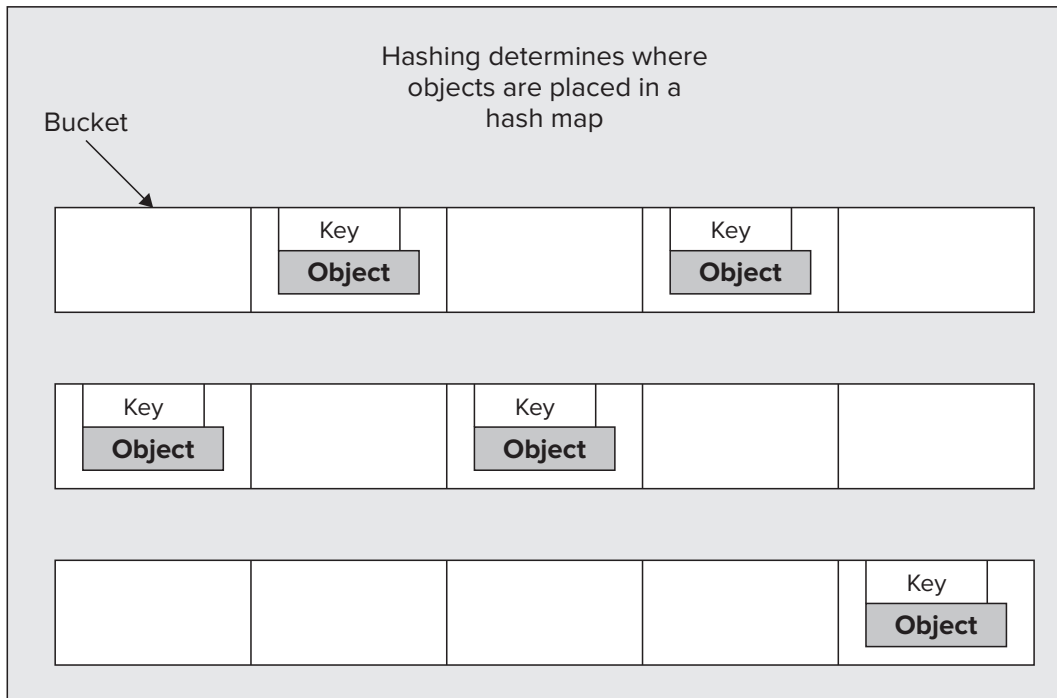 Hashing determines where
objects are placed in a
hash map
Bucket
Key
Object
Key
Object
Key
Object
Key
Object
Key
Object